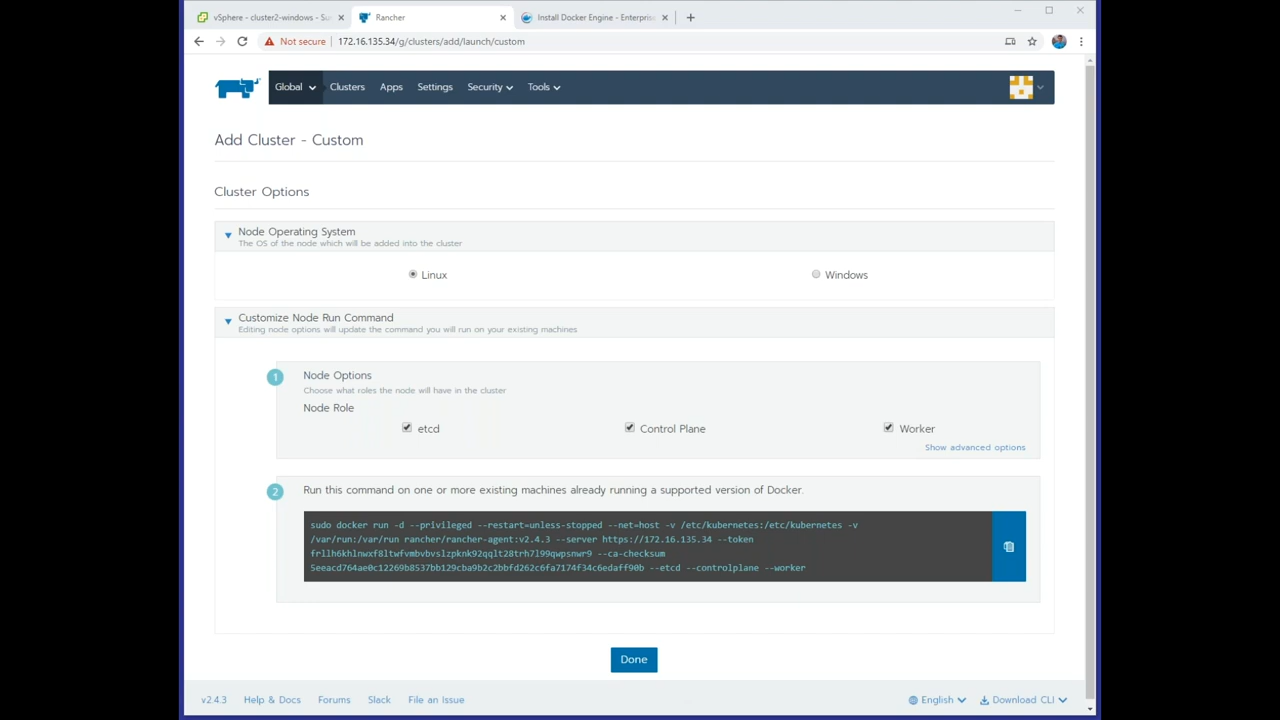 vSphere - cluster2-windows - Su
Rancher
Install Docker Engine - Enterpris
Not secure
172.16.135.34/g/clusters/add/launch/custom
Global
Clusters
Apps
Settings
Security
Tools
Add Cluster - Custom
Cluster Options
Node Operating System
The OS of the node which will be added into the cluster
Linux
Windows
Customize Node Run Command
Editing node options will update the command you will run on your existing machines
1
Node Options
Choose what roles the node will have in the cluster
Node Role
etcd
Control Plane
Worker
Show advanced options
2
Run this command on one or more existing machines already running a supported version of Docker.
sudo docker run -d --privileged --restart=unless-stopped --net=host -v /etc/kubernetes:/etc/kubernetes -v
/var/run:/var/run rancher/rancher-agent:v2.4.3 --server https://172.16.135.34 --token
frllh6khlnwxf8ltwfvmbvbvslzpknk92qqlt28trh7l99qwpsnwr9 --ca-checksum
5eeacd764ae0c12269b8537bb129cba9b2c2bbfd262c6fa7174f34c6edaff90b --etcd --controlplane --worker
Done
v2.4.3
Help & Docs
Forums
Slack
File an Issue
English
Download CLI